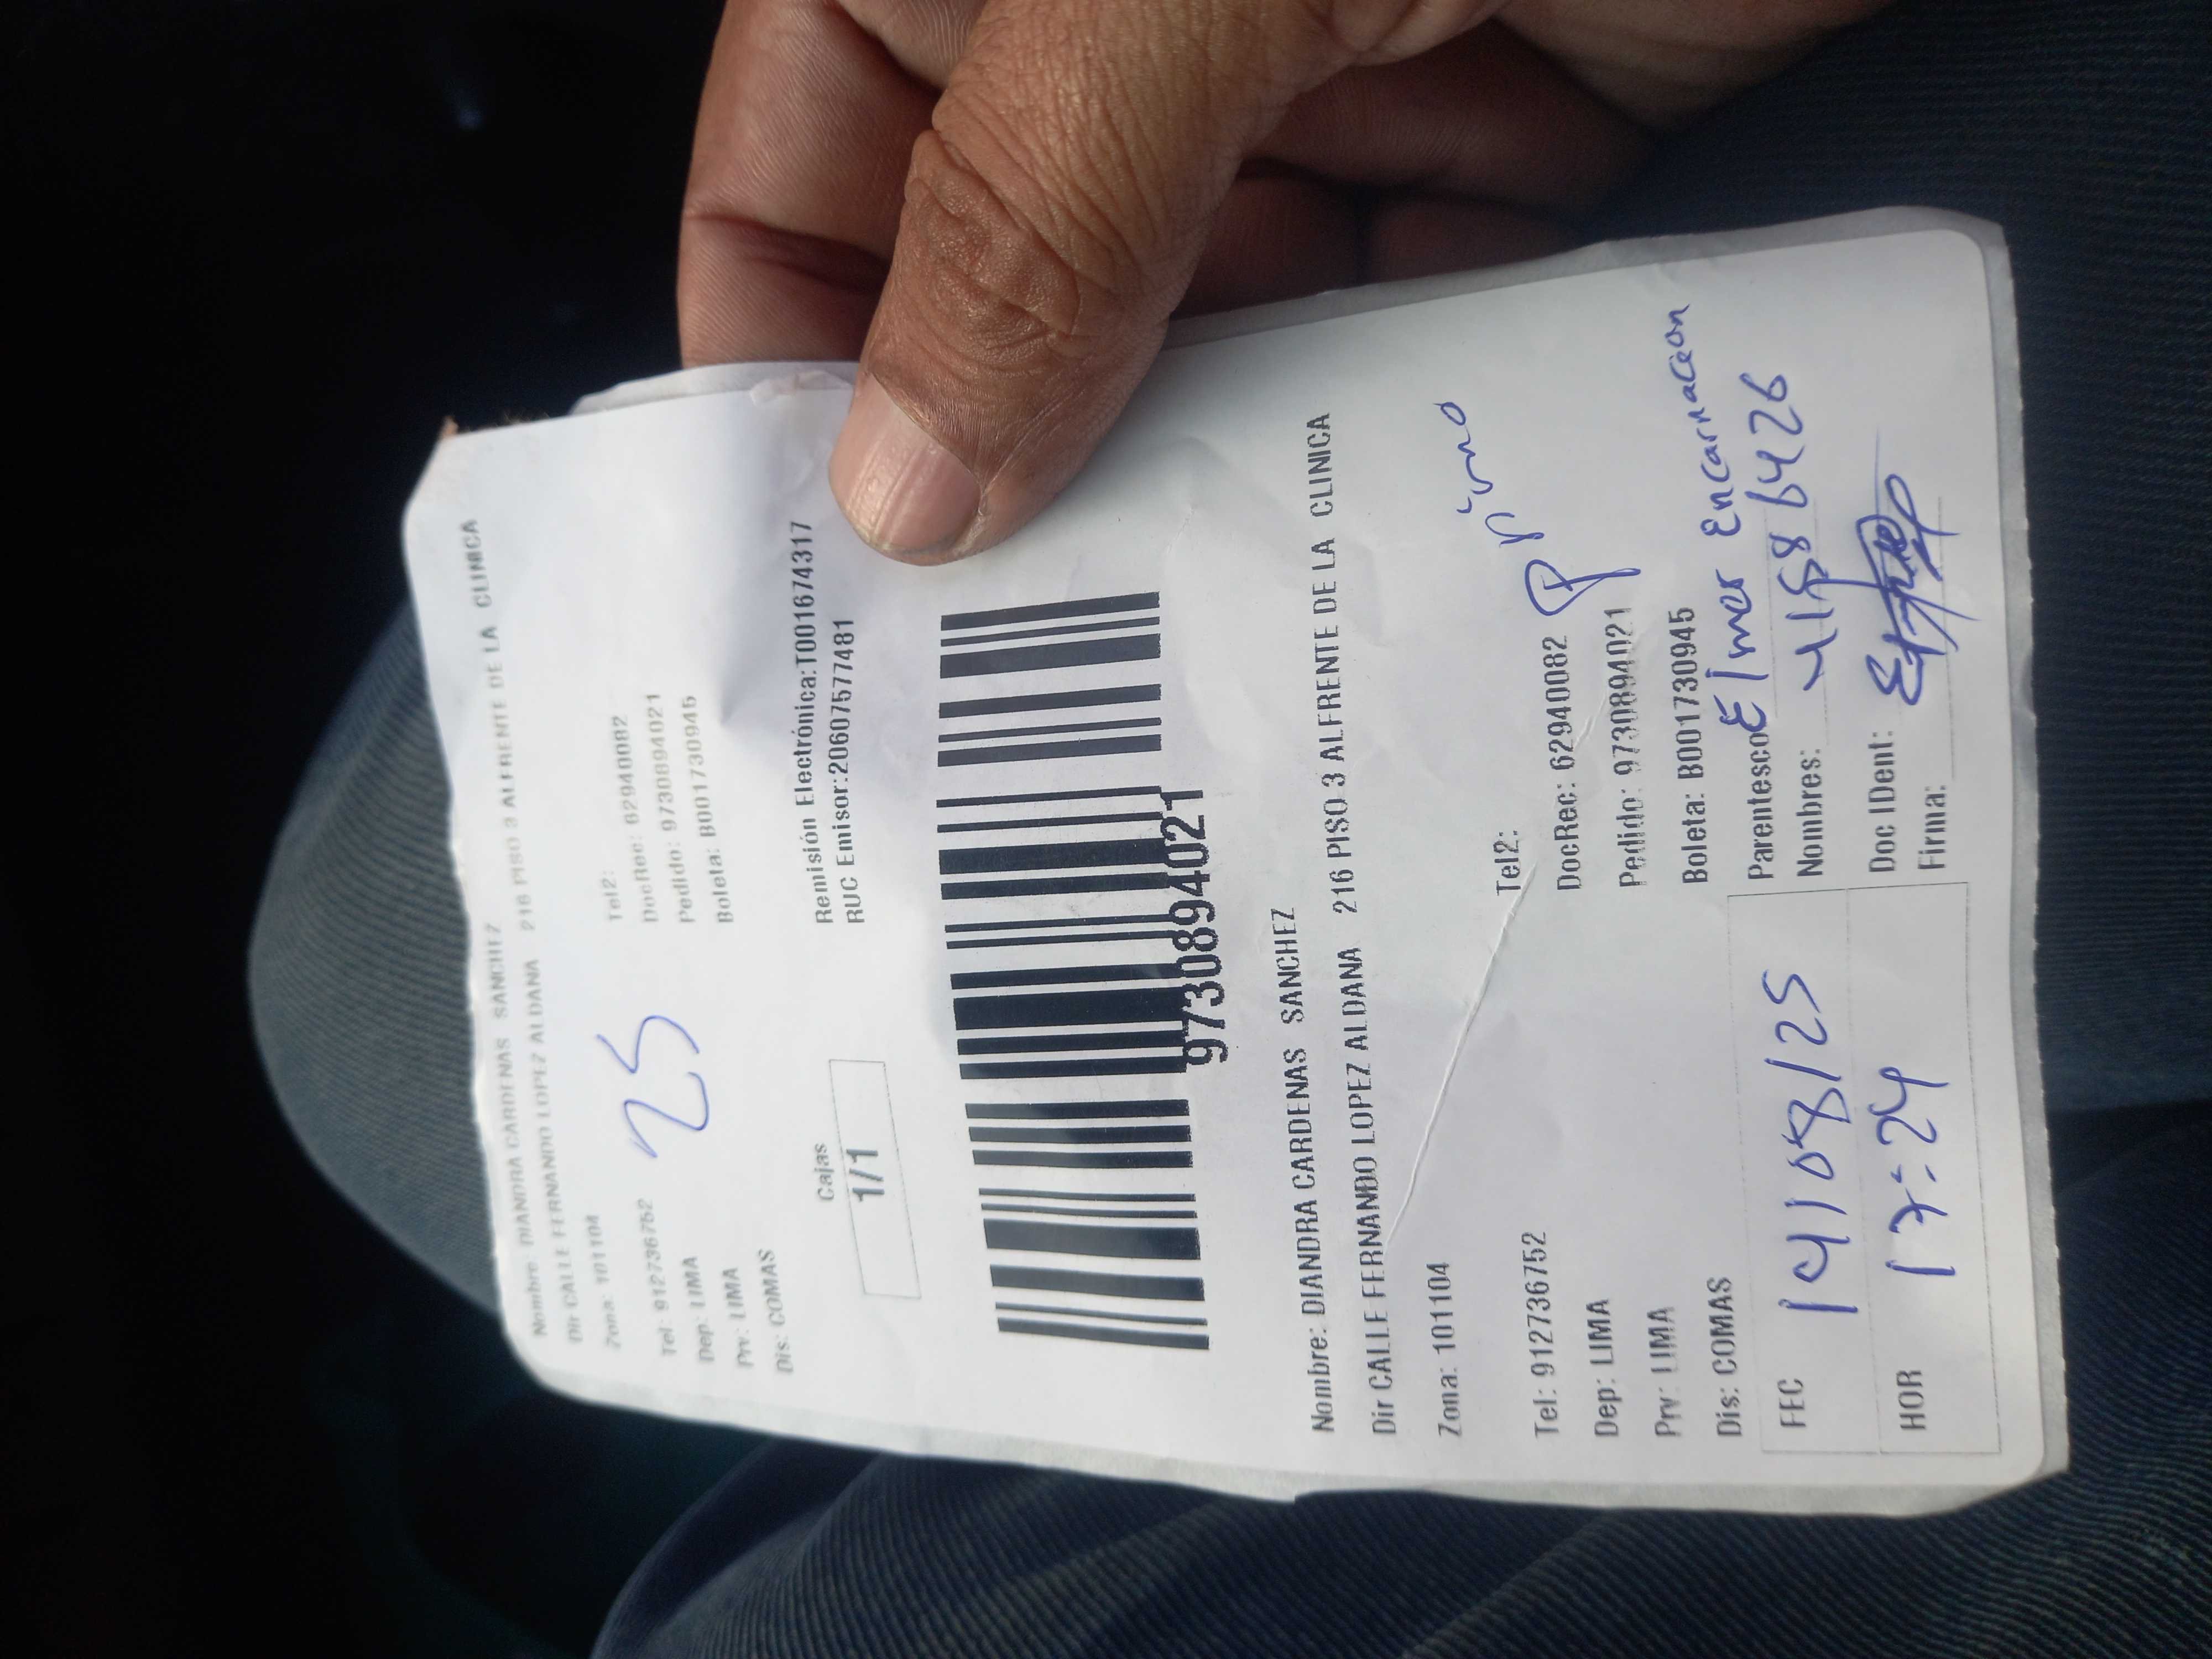 Nombre: DIANDRA CARDENAS SANCHEZ
Dir CALLE FERNANDO LOPEZ ALDANA 216 PISO 3 ALFRENTE DE LA CLINICA
Zona: 101104
Tel: 912736752 Tel2:
Dep: LIMA DocRec: 62940082
Prv: LIMA Pedido: 9730894021
Dis: COMAS Boleta: B001730945
25
Cajas
1/1
Remisión Electrónica:T001674317
RUC Emisor:20607577481
9730894021
Nombre: DIANDRA CARDENAS SANCHEZ
Dir CALLE FERNANDO LOPEZ ALDANA 216 PISO 3 ALFRENTE DE LA CLINICA
Zona: 101104
Tel: 912736752 Tel2:
Dep: LIMA DocRec: 62940082 Primo
Prv: LIMA Pedido: 9730894021
Dis: COMAS Boleta: B001730945
FEC 14/08/25 Parentesco Elmer Encarnacion
Nombres: 41586426
HOR 17:24 Doc IDent:
Firma: